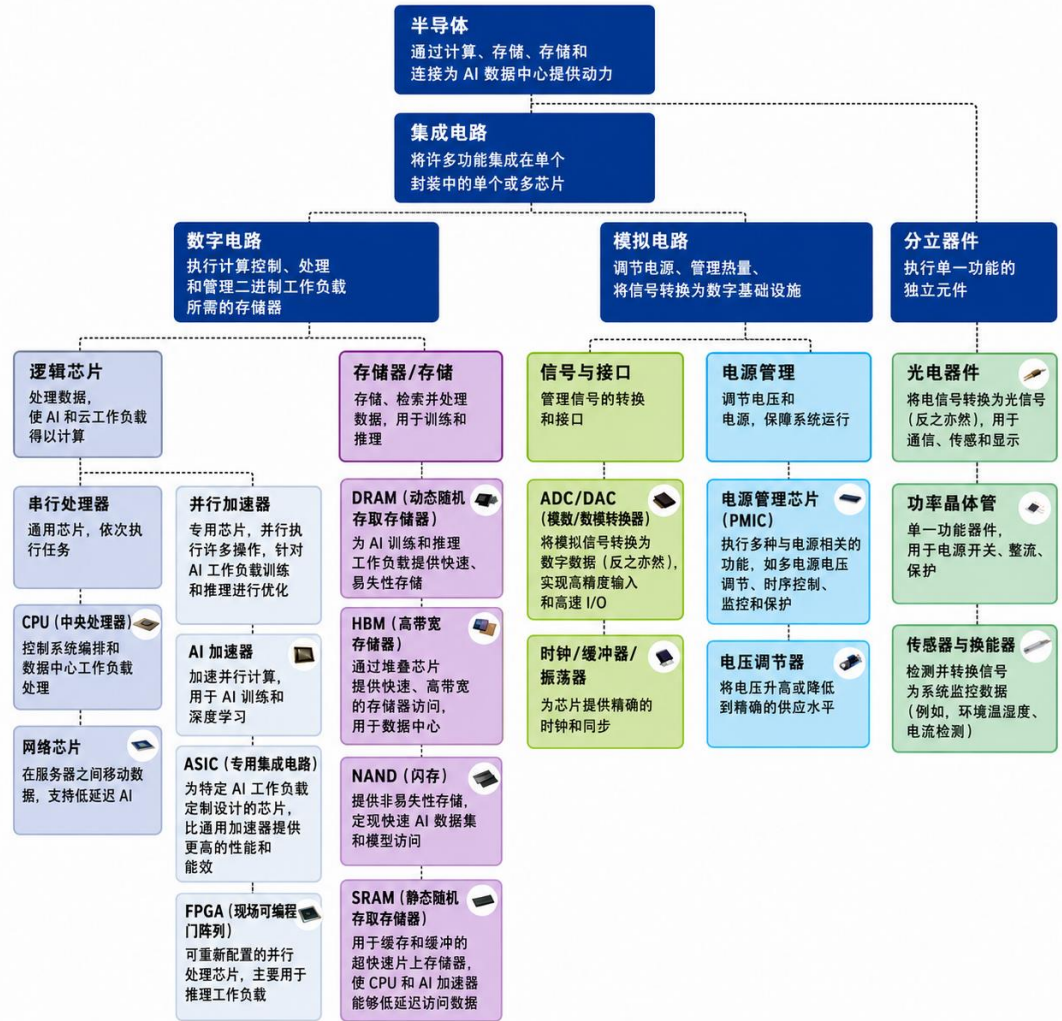 半导体
通过计算、存储、存储和
连接为 AI 数据中心提供动力
集成电路
将许多功能集成在单个
封装中的单个或多芯片
数字电路
执行计算控制、处理
和管理二进制工作负载
所需的存储器
模拟电路
调节电源、管理热量、
将信号转换为数字基础设施
分立器件
执行单一功能的
独立元件
逻辑芯片
处理数据，
使 AI 和云工作负载
得以计算
串行处理器
通用芯片，依次执
行任务
CPU（中央处理器）
控制系统编排和
数据中心工作负载
处理
网络芯片
在服务器之间移动数
据，支持低延迟 AI
并行加速器
专用芯片，并行执
行许多操作，针对
AI 工作负载训练
和推理进行优化
AI 加速器
加速并行计算，
用于 AI 训练和
深度学习
ASIC（专用集成电路）
为特定 AI 工作负载
定制设计的芯片，
比通用加速器提供
更高的性能和
能效
FPGA（现场可编程
门阵列）
可重新配置的并行
处理芯片，主要用于
推理工作负载
存储器/存储
存储、检索并处理
数据，用于训练和
推理
DRAM（动态随机
存取存储器）
为 AI 训练和推理
工作负载提供快速、
易失性存储
HBM（高带宽
存储器）
通过堆叠芯片
提供快速、高带宽
的存储器访问，
用于数据中心
NAND（闪存）
提供非易失性存储，
定现快速 AI 数据集
和模型访问
SRAM（静态随机
存取存储器）
用于缓存和缓冲的
超快速片上存储器，
使 CPU 和 AI 加速器
能够低延迟访问数据
信号与接口
管理信号的转换
和接口
ADC/DAC
（模数/数模转换器）
将模拟信号转换为
数字数据（反之亦然），
实现高精度输入
和高速 I/O
时钟/缓冲器/
振荡器
为芯片提供精确的
时钟和同步
电源管理
调节电压和
电源，保障系统运行
电源管理芯片
（PMIC）
执行多种与电源相关的
功能，如多电源电压
调节、时序控制、
监控和保护
电压调节器
将电压升高或降低
到精确的供应水平
光电器件
将电信号转换为光信号
（反之亦然），用于
通信、传感和显示
功率晶体管
单一功能器件，
用于电源开关、整流、
保护
传感器与换能器
检测并转换信号
为系统监控数据
（例如，环境温湿度、
电流检测）